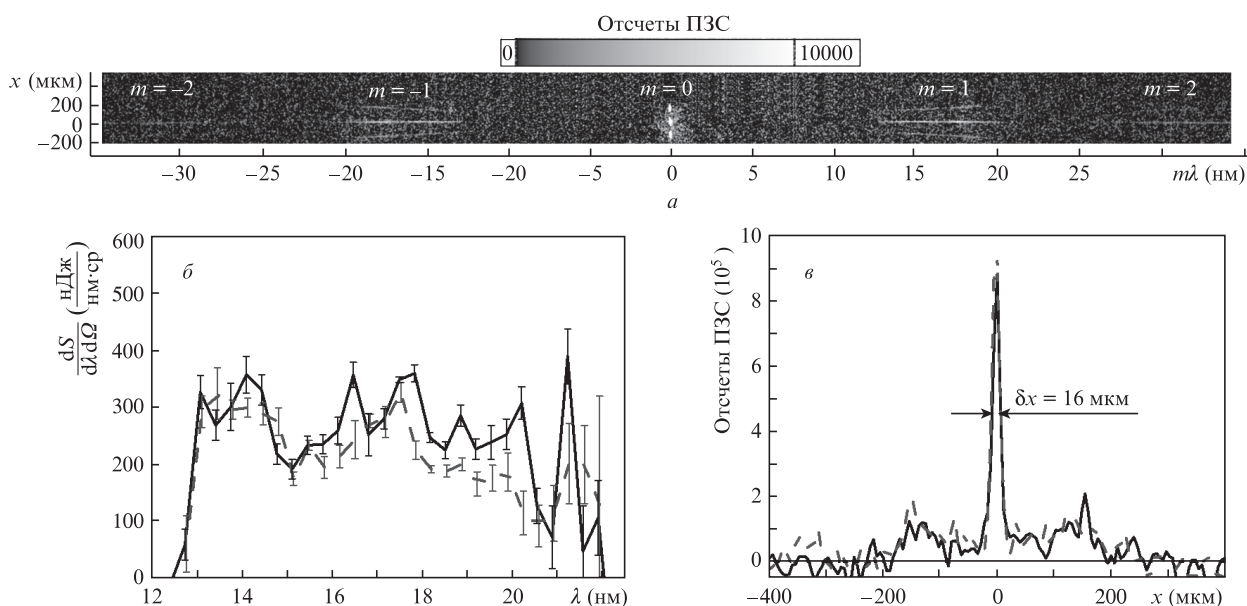 Отсчеты ПЗС
0 10000
x (мкм)
200
0
−200
m = −2 m = −1 m = 0 m = 1 m = 2
−30 −25 −20 −15 −20 −5 0 5 10 15 20 25 mλ (нм)
а
dS/dλdΩ (нДж/нм·ср)
600
500
400
300
200
100
0
б
12 14 16 18 20 λ (нм)
Отсчеты ПЗС (10⁵)
10
8
6
4
2
0
в
δx = 16 мкм
−400 −200 0 200 x (мкм)